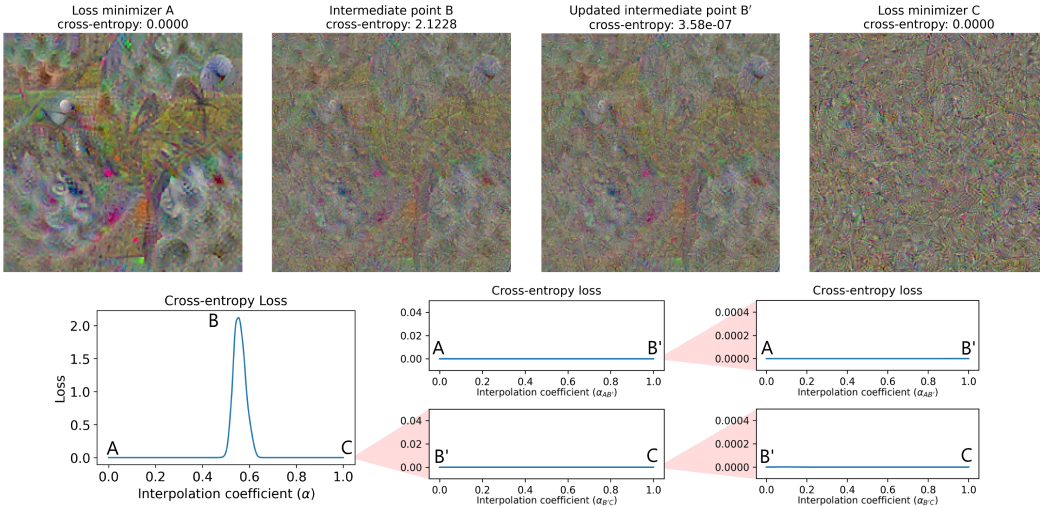 Loss minimizer A
cross-entropy: 0.0000
Intermediate point B
cross-entropy: 2.1228
Updated intermediate point B′
cross-entropy: 3.58e-07
Loss minimizer C
cross-entropy: 0.0000
Cross-entropy Loss
2.0
1.5
1.0
0.5
0.0
Loss
A
B
C
0.0 0.2 0.4 0.6 0.8 1.0
Interpolation coefficient (α)
Cross-entropy loss
0.04
0.02
0.00
A
B'
0.0 0.2 0.4 0.6 0.8 1.0
Interpolation coefficient (αAB′)
Cross-entropy loss
0.0004
0.0002
0.0000
A
B'
0.0 0.2 0.4 0.6 0.8 1.0
Interpolation coefficient (αAB′)
0.04
0.02
0.00
B'
C
0.0 0.2 0.4 0.6 0.8 1.0
Interpolation coefficient (αB′C)
0.0004
0.0002
0.0000
B'
C
0.0 0.2 0.4 0.6 0.8 1.0
Interpolation coefficient (αB′C)